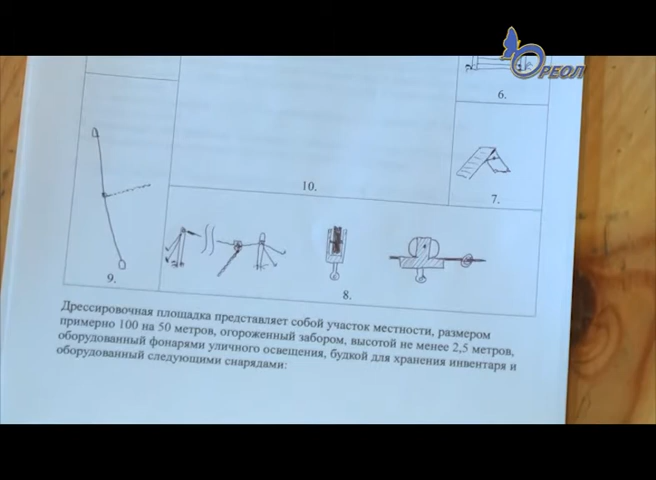 ОРЕОЛ
6.
7.
10.
9.
8.
Дрессировочная площадка представляет собой участок местности, размером
примерно 100 на 50 метров, огороженный забором, высотой не менее 2,5 метров,
оборудованный фонарями уличного освещения, будкой для хранения инвентаря и
оборудованный следующими снарядами: